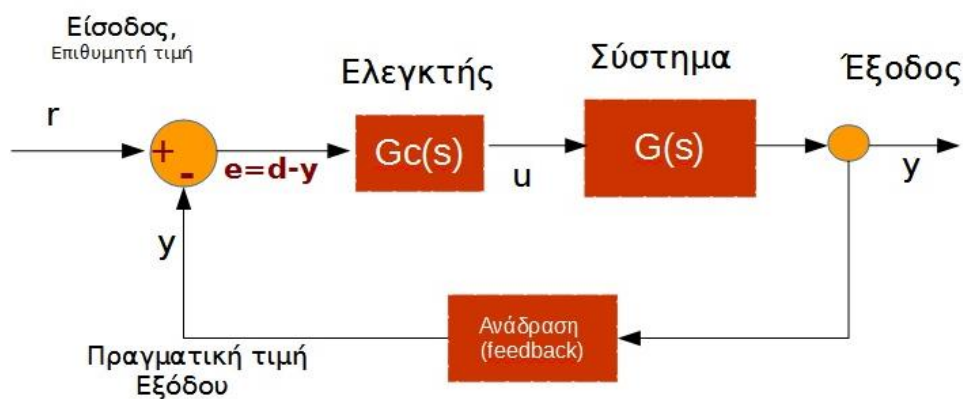 Είσοδος,
Επιθυμητή τιμή
r
+
-
e=d-y
Ελεγκτής
Gc(s)
u
Σύστημα
G(s)
Έξοδος
y
y
Ανάδραση
(feedback)
Πραγματική τιμή
Εξόδου